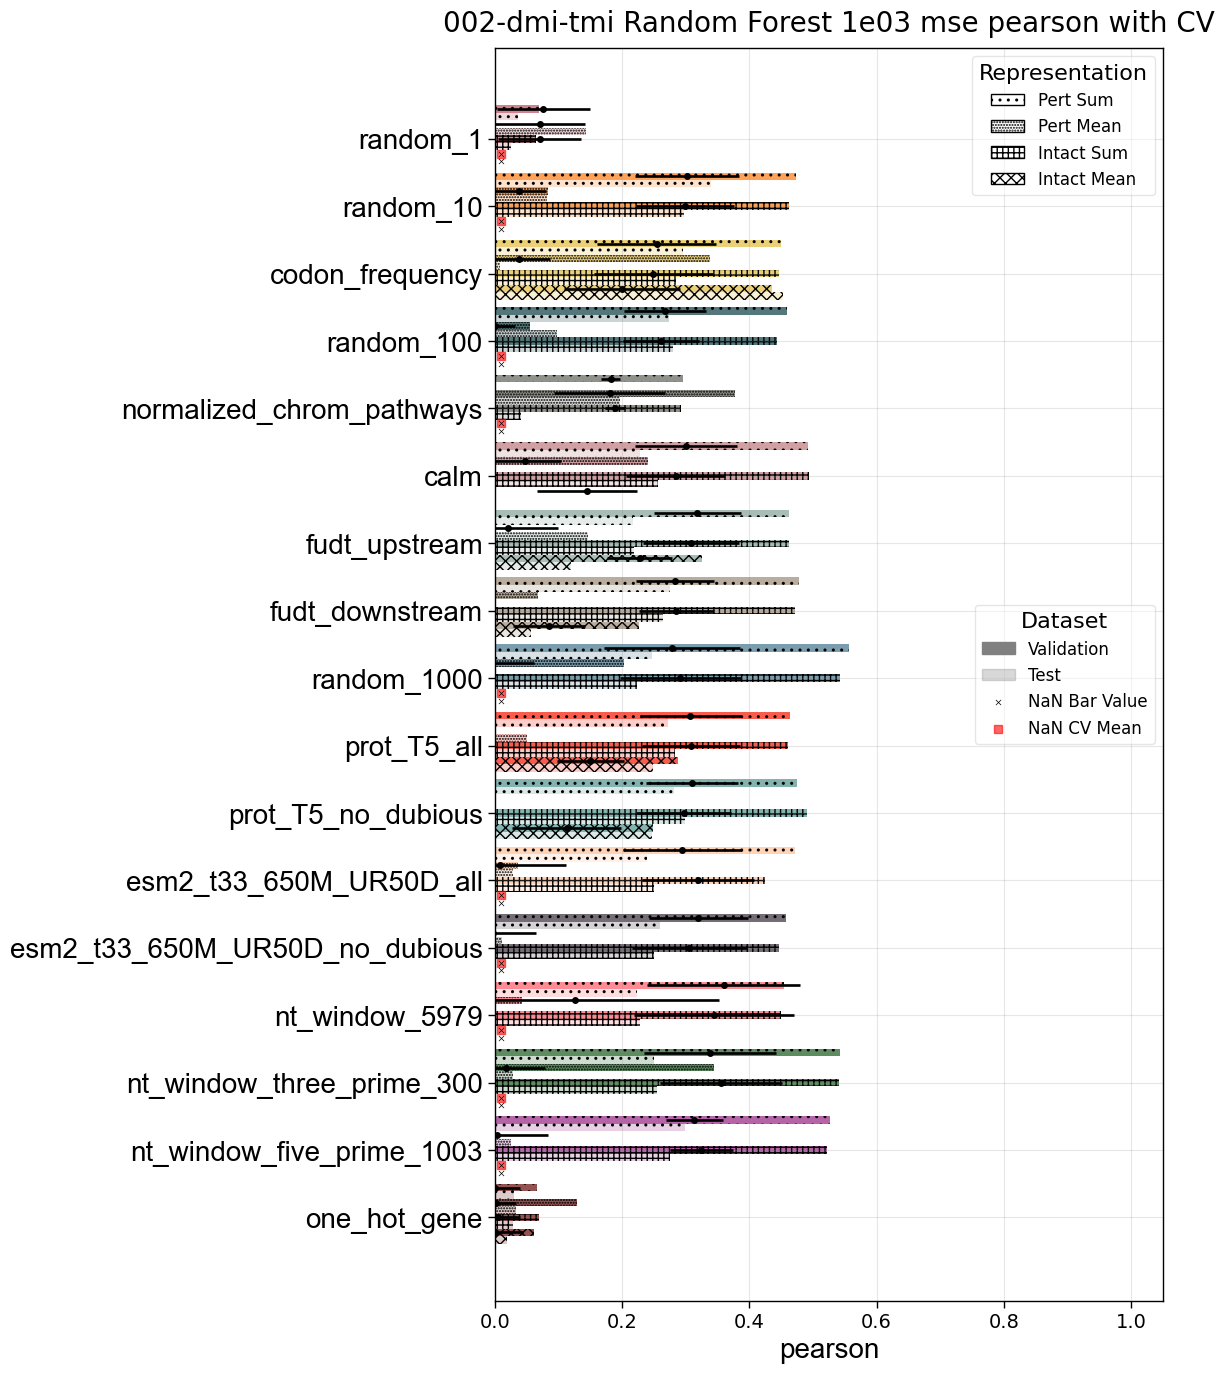 002-dmi-tmi Random Forest 1e03 mse pearson with CV
Representation
Pert Sum
Pert Mean
Intact Sum
Intact Mean
random_1
random_10
codon_frequency
random_100
normalized_chrom_pathways
calm
fudt_upstream
fudt_downstream
random_1000
prot_T5_all
prot_T5_no_dubious
esm2_t33_650M_UR50D_all
esm2_t33_650M_UR50D_no_dubious
nt_window_5979
nt_window_three_prime_300
nt_window_five_prime_1003
one_hot_gene
Dataset
Validation
Test
NaN Bar Value
NaN CV Mean
0.0 0.2 0.4 0.6 0.8 1.0
pearson